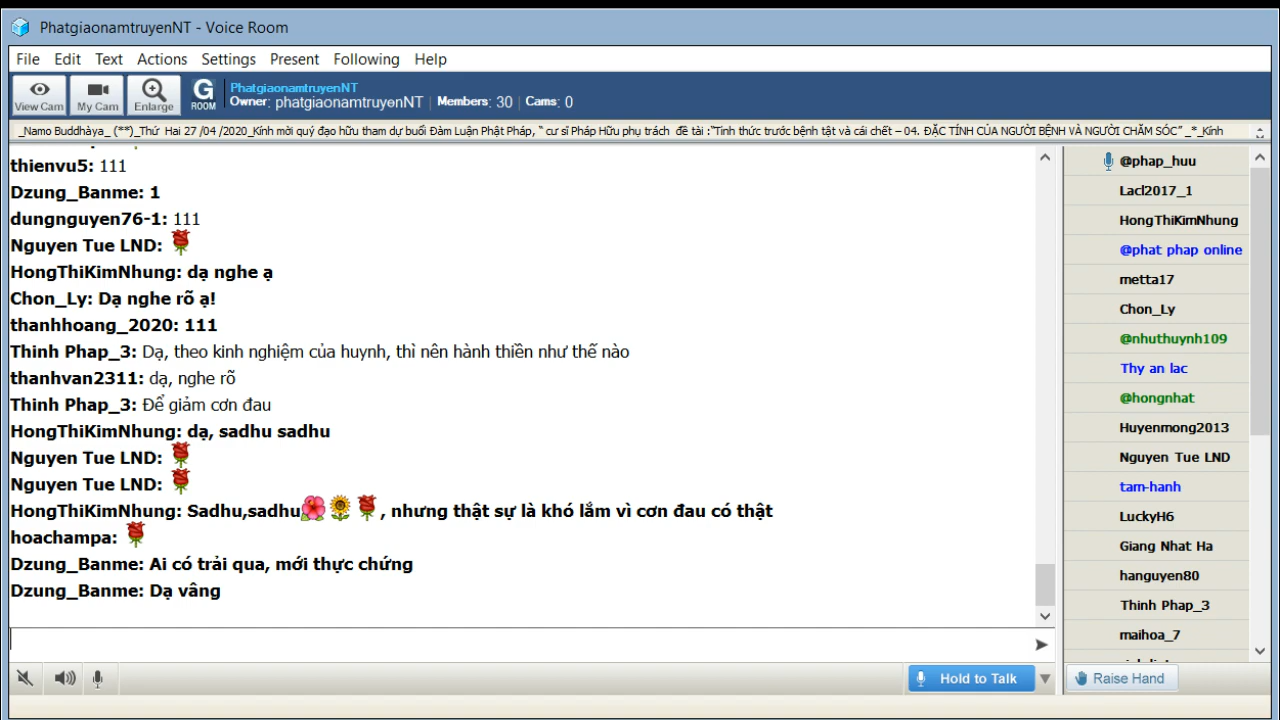 PhatgiaonamtruyenNT - Voice Room
File Edit Text Actions Settings Present Following Help
View Cam
My Cam
Enlarge
G ROOM
PhatgiaonamtruyenNT
Owner: phatgiaonamtruyenNT | Members: 30 | Cams: 0
_Namo Buddhàya_ (**)_Thứ Hai 27 /04 /2020_Kính mời quý đạo hữu tham dự buổi Đàm Luận Phật Pháp, “ cư sĩ Pháp Hữu phụ trách đề tài :“Tỉnh thức trước bệnh tật và cái chết – 04. ĐẶC TÍNH CỦA NGƯỜI BỆNH VÀ NGƯỜI CHĂM SÓC” _*_Kính
thienvu5: 111
Dzung_Banme: 1
dungnguyen76-1: 111
Nguyen Tue LND:
HongThiKimNhung: dạ nghe ạ
Chon_Ly: Dạ nghe rõ ạ!
thanhhoang_2020: 111
Thinh Phap_3: Dạ, theo kinh nghiệm của huynh, thì nên hành thiền như thế nào
thanhvan2311: dạ, nghe rõ
Thinh Phap_3: Để giảm cơn đau
HongThiKimNhung: dạ, sadhu sadhu
Nguyen Tue LND:
Nguyen Tue LND:
HongThiKimNhung: Sadhu,sadhu , nhưng thật sự là khó lắm vì cơn đau có thật
hoachampa:
Dzung_Banme: Ai có trải qua, mới thực chứng
Dzung_Banme: Dạ vâng
@phap_huu
Lacl2017_1
HongThiKimNhung
@phat phap online
metta17
Chon_Ly
@nhuthuynh109
Thy an lac
@hongnhat
Huyenmong2013
Nguyen Tue LND
tam-hanh
LuckyH6
Giang Nhat Ha
hanguyen80
Thinh Phap_3
maihoa_7
Hold to Talk
Raise Hand